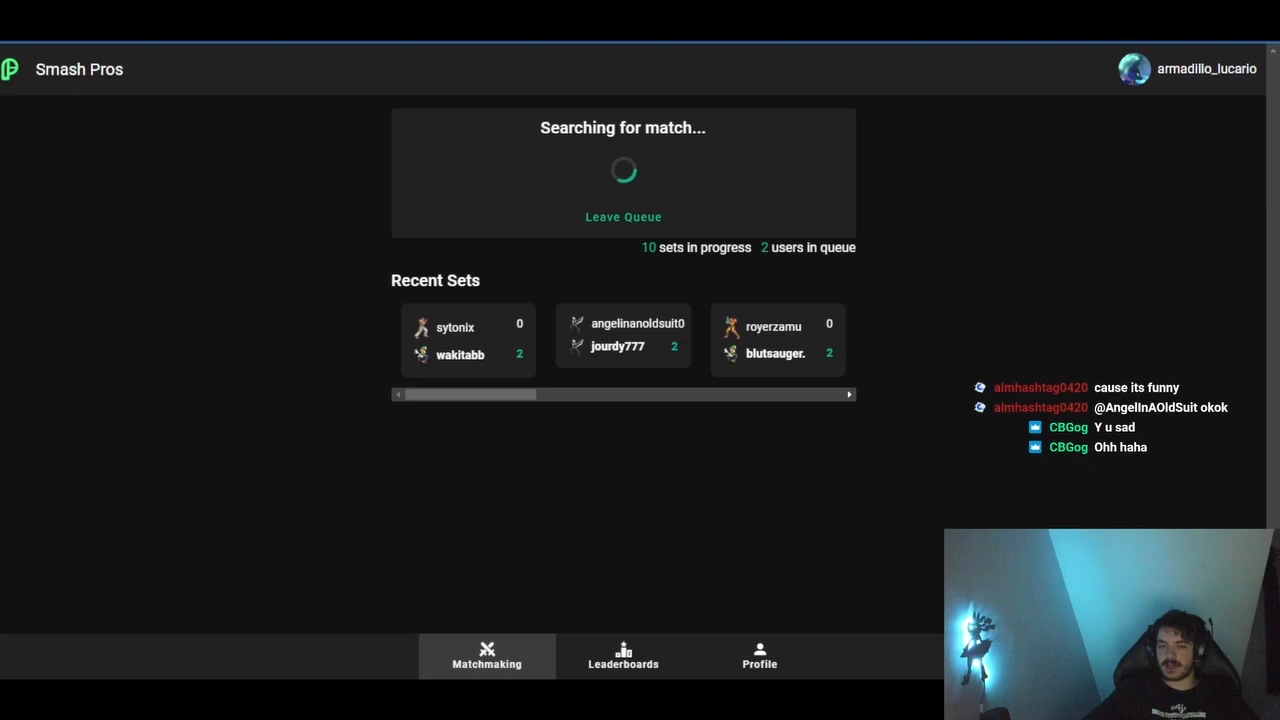 Smash Pros
armadillo_lucario
Searching for match...
Leave Queue
10 sets in progress 2 users in queue
Recent Sets
sytonix 0
wakitabb 2
angelinanoldsuit0
jourdy777 2
royerzamu 0
blutsauger. 2
almhashtag0420 cause its funny
almhashtag0420 @AngelInAOldSuit okok
CBGog Y u sad
CBGog Ohh haha
Matchmaking
Leaderboards
Profile